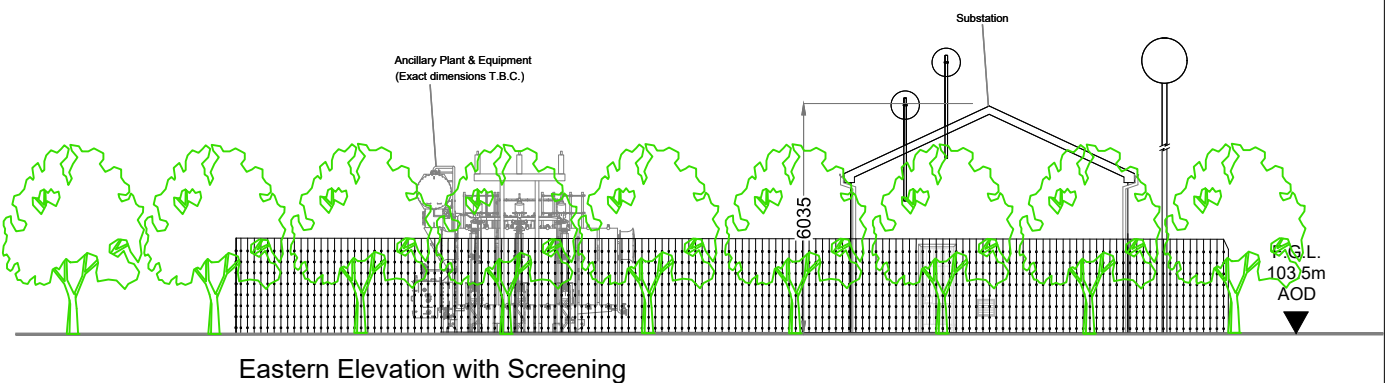 Substation
Ancillary Plant & Equipment
(Exact dimensions T.B.C.)
6035
F.G.L.
103.5m
AOD
Eastern Elevation with Screening